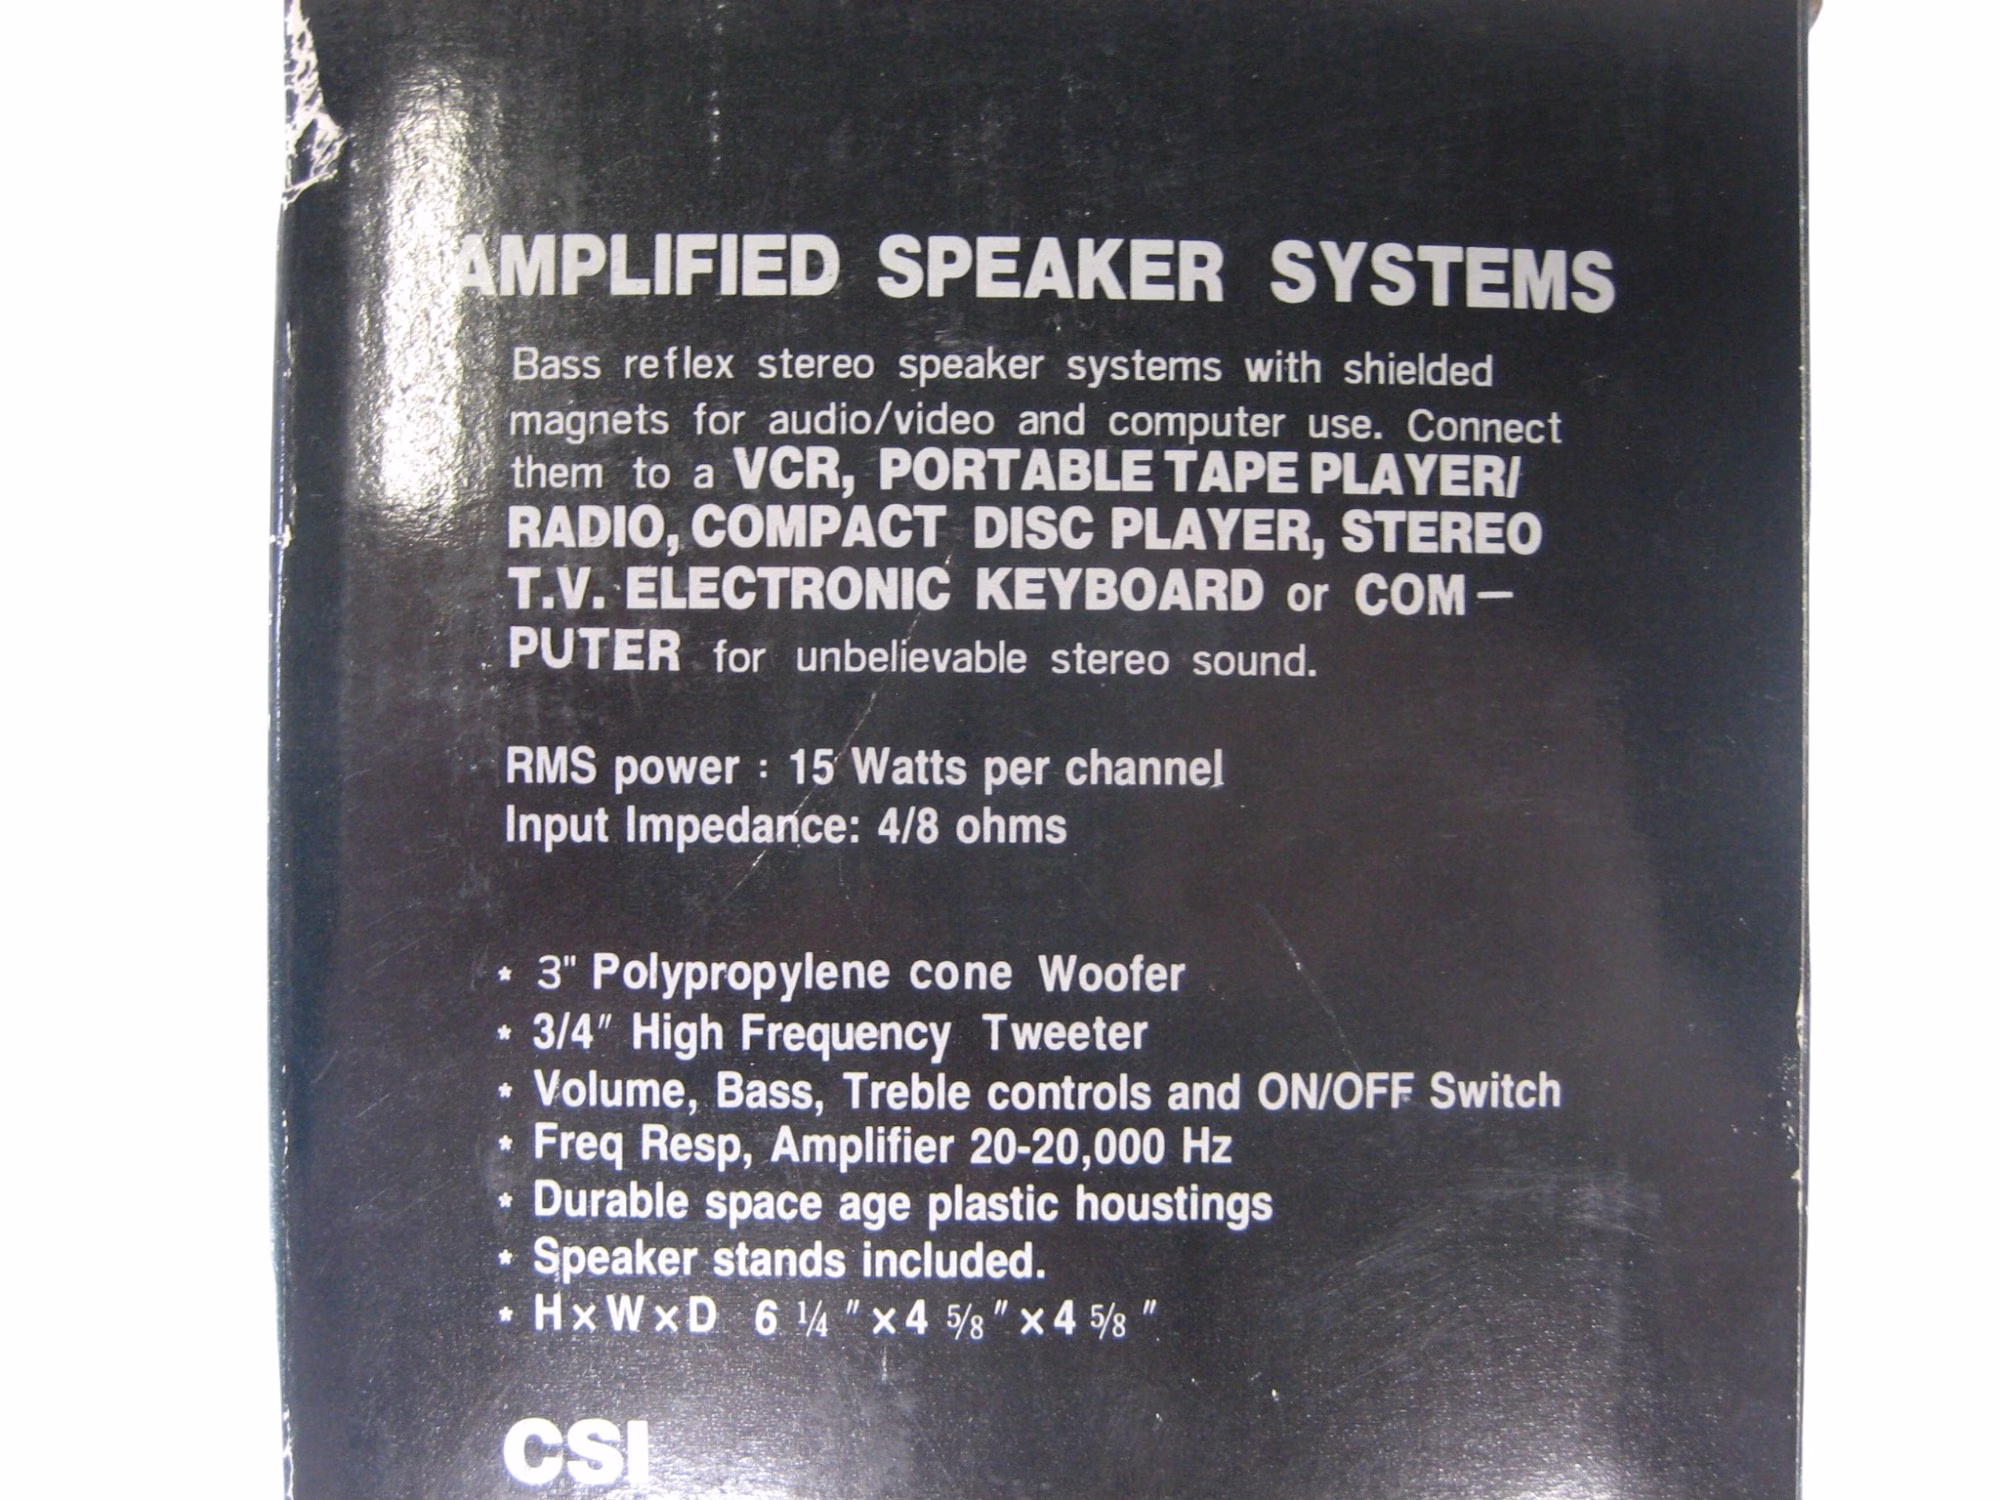 AMPLIFIED SPEAKER SYSTEMS
Bass reflex stereo speaker systems with shielded
magnets for audio/video and computer use. Connect
them to a VCR, PORTABLE TAPE PLAYER/
RADIO, COMPACT DISC PLAYER, STEREO
T.V. ELECTRONIC KEYBOARD or COM—
PUTER for unbelievable stereo sound.
RMS power : 15 Watts per channel
Input Impedance: 4/8 ohms
* 3" Polypropylene cone Woofer
* 3/4" High Frequency Tweeter
* Volume, Bass, Treble controls and ON/OFF Switch
* Freq Resp, Amplifier 20-20,000 Hz
* Durable space age plastic houstings
* Speaker stands included.
* H x W x D 6 1/4 " x 4 5/8 " x 4 5/8 "
CSI